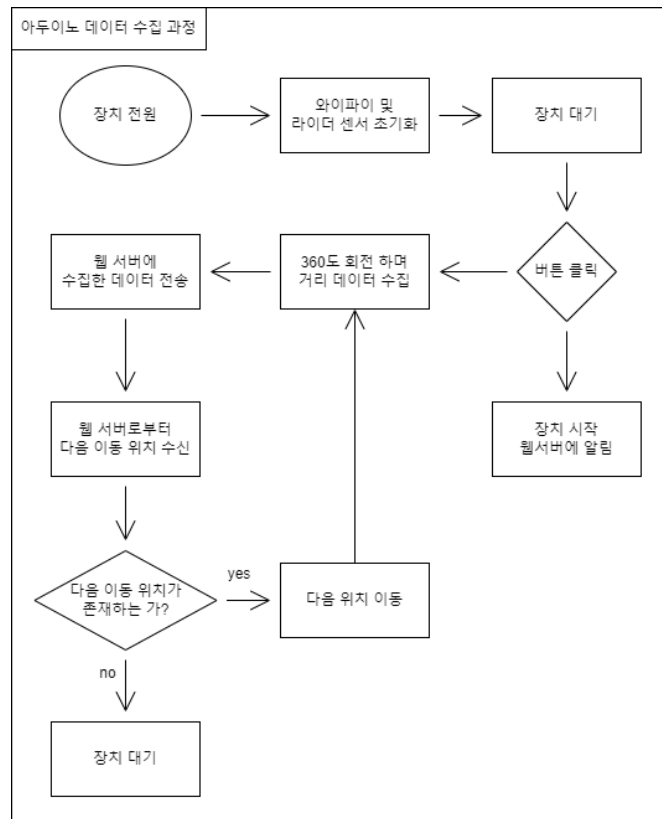 아두이노 데이터 수집 과정
장치 전원
와이파이 및
라이더 센서 초기화
장치 대기
웹 서버에
수집한 데이터 전송
360도 회전 하며
거리 데이터 수집
버튼 클릭
웹 서버로부터
다음 이동 위치 수신
장치 시작
웹서버에 알림
다음 이동 위치가
존재하는 가?
yes
다음 위치 이동
no
장치 대기